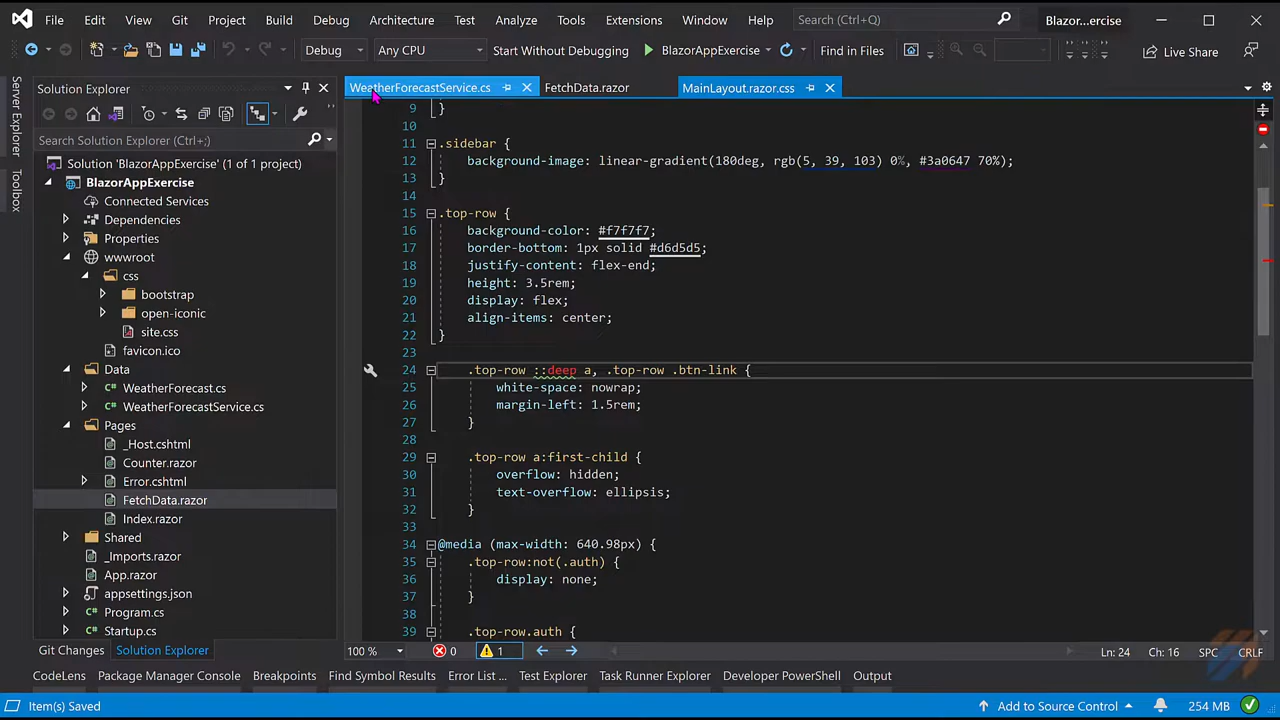 File Edit View Git Project Build Debug Architecture Test Analyze Tools Extensions Window Help Search (Ctrl+Q) Blazor...ercise
Debug Any CPU Start Without Debugging BlazorAppExercise Find in Files Live Share
Server Explorer
Toolbox
Solution Explorer
Search Solution Explorer (Ctrl+;)
Solution 'BlazorAppExercise' (1 of 1 project)
BlazorAppExercise
Connected Services
Dependencies
Properties
wwwroot
css
bootstrap
open-iconic
site.css
favicon.ico
Data
C# WeatherForecast.cs
C# WeatherForecastService.cs
Pages
_Host.cshtml
Counter.razor
Error.cshtml
FetchData.razor
Index.razor
Shared
_Imports.razor
App.razor
appsettings.json
C# Program.cs
C# Startup.cs
Git Changes Solution Explorer
WeatherForecastService.cs FetchData.razor MainLayout.razor.css
9 }
10
11 .sidebar {
12 background-image: linear-gradient(180deg, rgb(5, 39, 103) 0%, #3a0647 70%);
13 }
14
15 .top-row {
16 background-color: #f7f7f7;
17 border-bottom: 1px solid #d6d5d5;
18 justify-content: flex-end;
19 height: 3.5rem;
20 display: flex;
21 align-items: center;
22 }
23
24 .top-row ::deep a, .top-row .btn-link {
25 white-space: nowrap;
26 margin-left: 1.5rem;
27 }
28
29 .top-row a:first-child {
30 overflow: hidden;
31 text-overflow: ellipsis;
32 }
33
34 @media (max-width: 640.98px) {
35 .top-row:not(.auth) {
36 display: none;
37 }
38
39 .top-row.auth {
100 % 0 1 Ln: 24 Ch: 16 SPC CRLF
CodeLens Package Manager Console Breakpoints Find Symbol Results Error List ... Test Explorer Task Runner Explorer Developer PowerShell Output
Item(s) Saved Add to Source Control 254 MB